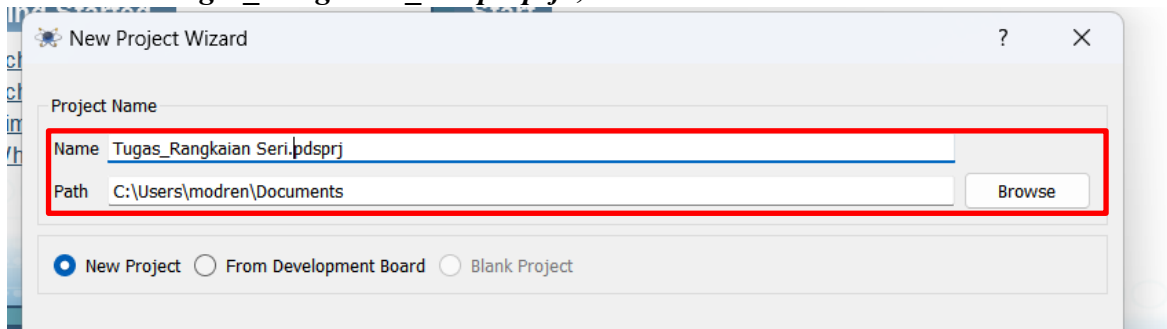 New Project Wizard ? ✕
Project Name
Name Tugas_Rangkaian Seri.pdsprj
Path C:\Users\modren\Documents Browse
New Project From Development Board Blank Project